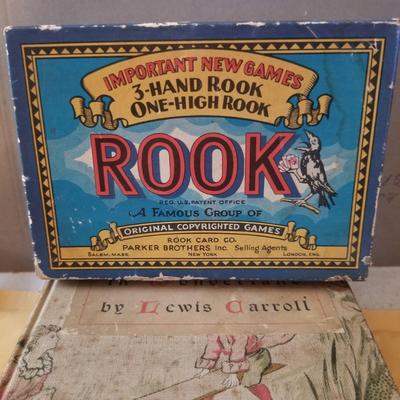 IMPORTANT NEW GAMES
3-HAND ROOK
ONE-HIGH ROOK
ROOK
REG. U.S. PATENT OFFICE
A FAMOUS GROUP OF
ORIGINAL COPYRIGHTED GAMES
ROOK CARD CO.
PARKER BROTHERS INC. Selling Agents
SALEM, MASS. NEW YORK LONDON, ENG.
by Lewis Carroll